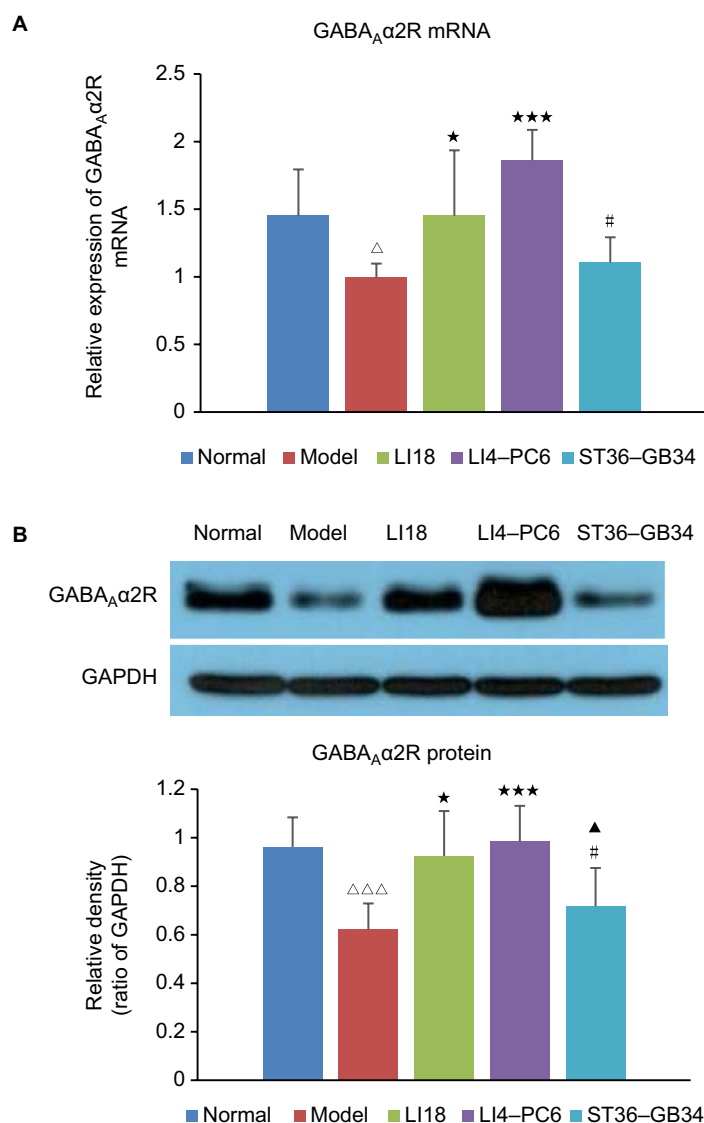 A
GABAAα2R mRNA
Relative expression of GABAAα2R
mRNA
2.5
2
1.5
1
0.5
0
△
★
★★★
#
Normal Model LI18 LI4–PC6 ST36–GB34
B
Normal Model LI18 LI4–PC6 ST36–GB34
GABAAα2R
GAPDH
GABAAα2R protein
Relative density
(ratio of GAPDH)
1.2
1
0.8
0.6
0.4
0.2
0
△△△
★
★★★
▲
#
Normal Model LI18 LI4–PC6 ST36–GB34